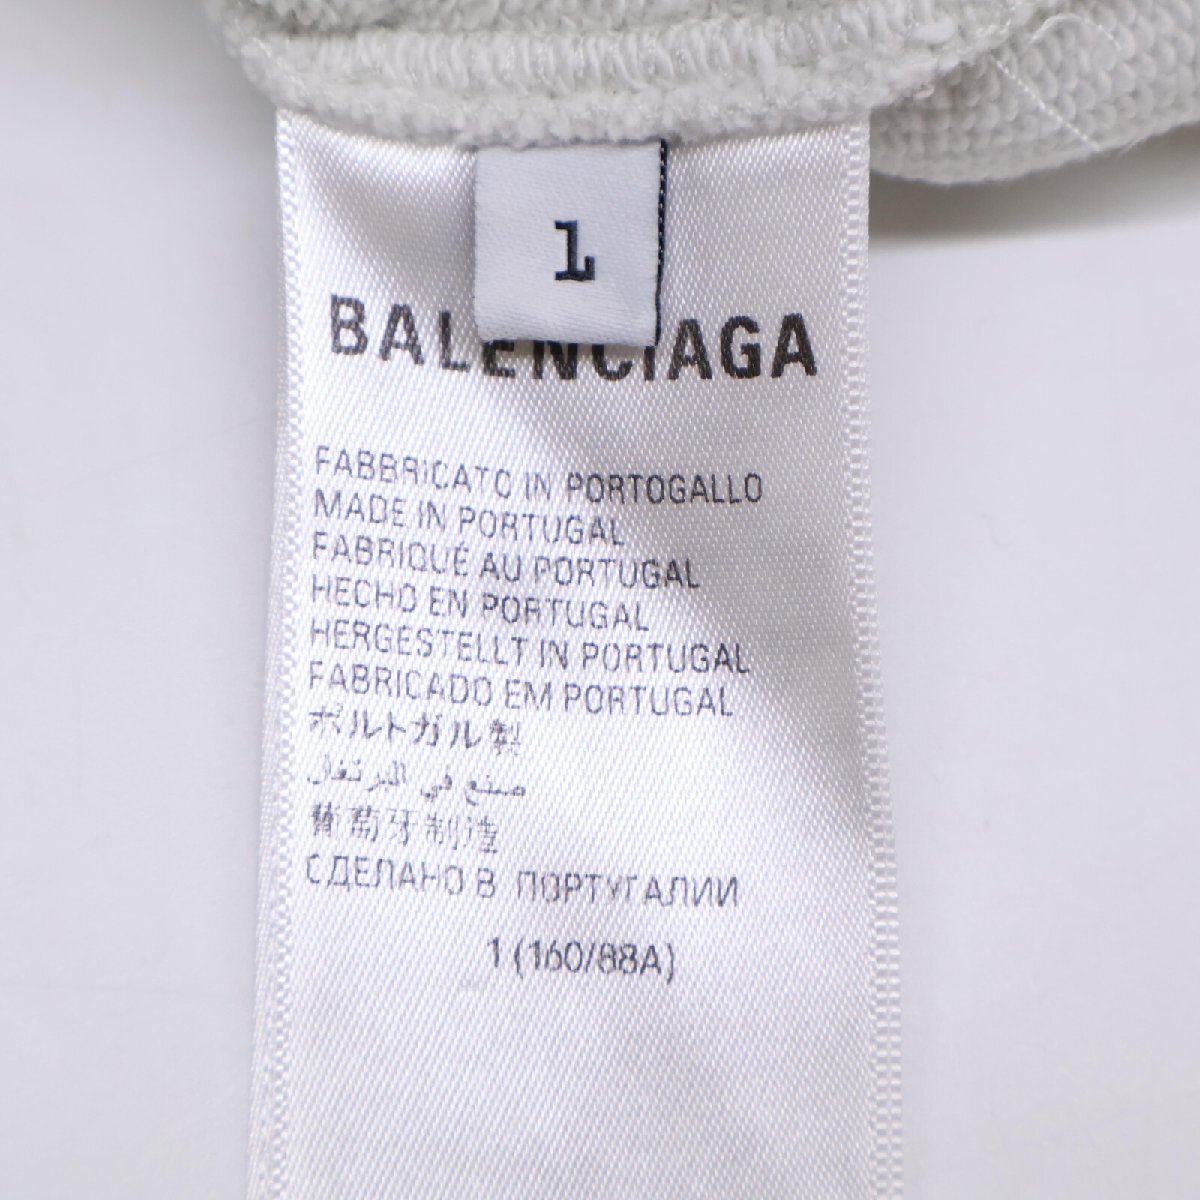 1
BALENCIAGA
FABBRICATO IN PORTOGALLO
MADE IN PORTUGAL
FABRIQUÉ AU PORTUGAL
HECHO EN PORTUGAL
HERGESTELLT IN PORTUGAL
FABRICADO EM PORTUGAL
ポルトガル製
صنع في البرتغال
葡萄牙制造
СДЕЛАНО В ПОРТУГАЛИИ
1 (160/88A)